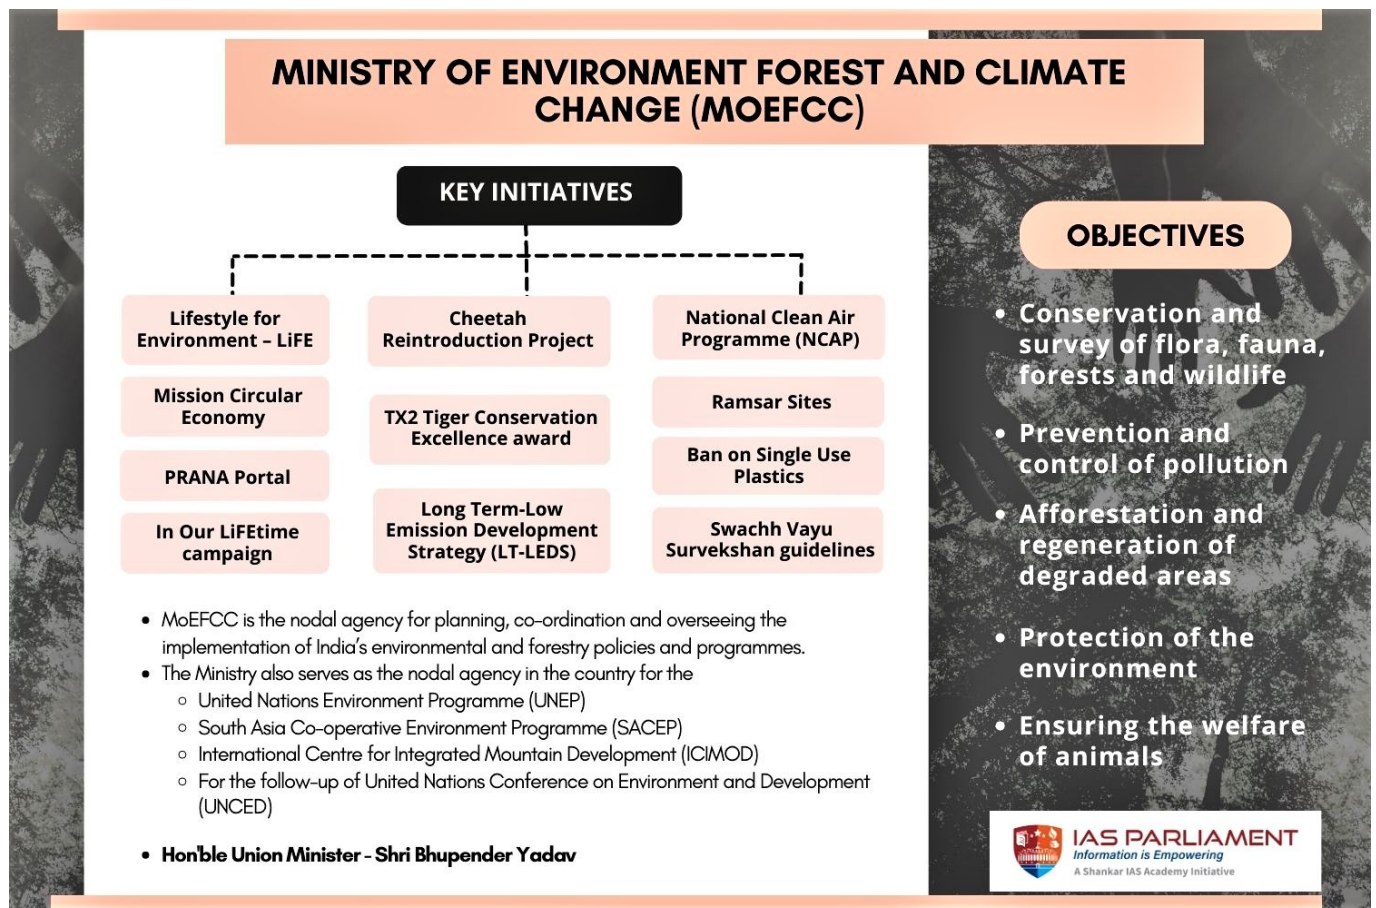 MINISTRY OF ENVIRONMENT FOREST AND CLIMATE
CHANGE (MOEFCC)
KEY INITIATIVES
Lifestyle for
Environment – LiFE
Mission Circular
Economy
PRANA Portal
In Our LiFEtime
campaign
Cheetah
Reintroduction Project
TX2 Tiger Conservation
Excellence award
Long Term-Low
Emission Development
Strategy (LT-LEDS)
National Clean Air
Programme (NCAP)
Ramsar Sites
Ban on Single Use
Plastics
Swachh Vayu
Survekshan guidelines
• MoEFCC is the nodal agency for planning, co-ordination and overseeing the
implementation of India's environmental and forestry policies and programmes.
• The Ministry also serves as the nodal agency in the country for the
◦ United Nations Environment Programme (UNEP)
◦ South Asia Co-operative Environment Programme (SACEP)
◦ International Centre for Integrated Mountain Development (ICIMOD)
◦ For the follow-up of United Nations Conference on Environment and Development
(UNCED)
• Hon'ble Union Minister - Shri Bhupender Yadav
OBJECTIVES
• Conservation and
survey of flora, fauna,
forests and wildlife
• Prevention and
control of pollution
• Afforestation and
regeneration of
degraded areas
• Protection of the
environment
• Ensuring the welfare
of animals
IAS PARLIAMENT
Information is Empowering
A Shankar IAS Academy Initiative